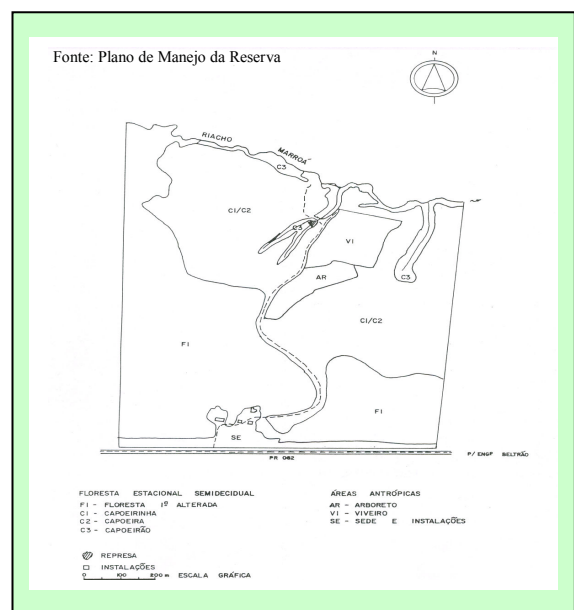 Fonte: Plano de Manejo da Reserva
N
RIACHO MARROÁ
C3
C1/C2
C3
VI
AR
C3
C1/C2
F1
F1
SE
PR 082
P/ ENGº BELTRÃO
FLORESTA ESTACIONAL SEMIDECIDUAL
F1 - FLORESTA 1º ALTERADA
C1 - CAPOEIRINHA
C2 - CAPOEIRA
C3 - CAPOEIRÃO
ÁREAS ANTRÓPICAS
AR - ARBORETO
VI - VIVEIRO
SE - SEDE E INSTALAÇÕES
REPRESA
INSTALAÇÕES
0 100 200 m ESCALA GRÁFICA